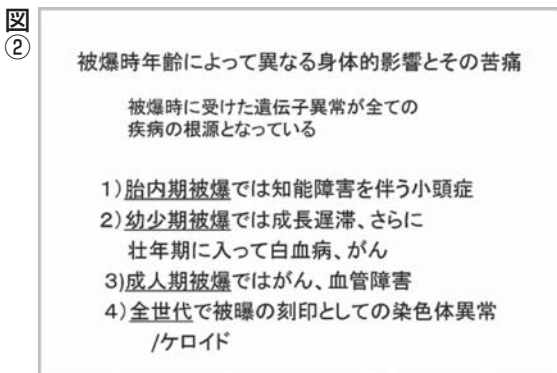 図
②
被爆時年齢によって異なる身体的影響とその苦痛
被爆時に受けた遺伝子異常が全ての
疾病の根源となっている
1)胎内期被爆では知能障害を伴う小頭症
2)幼少期被爆では成長遅滞、さらに
壮年期に入って白血病、がん
3)成人期被爆ではがん、血管障害
4)全世代で被曝の刻印としての染色体異常
/ケロイド